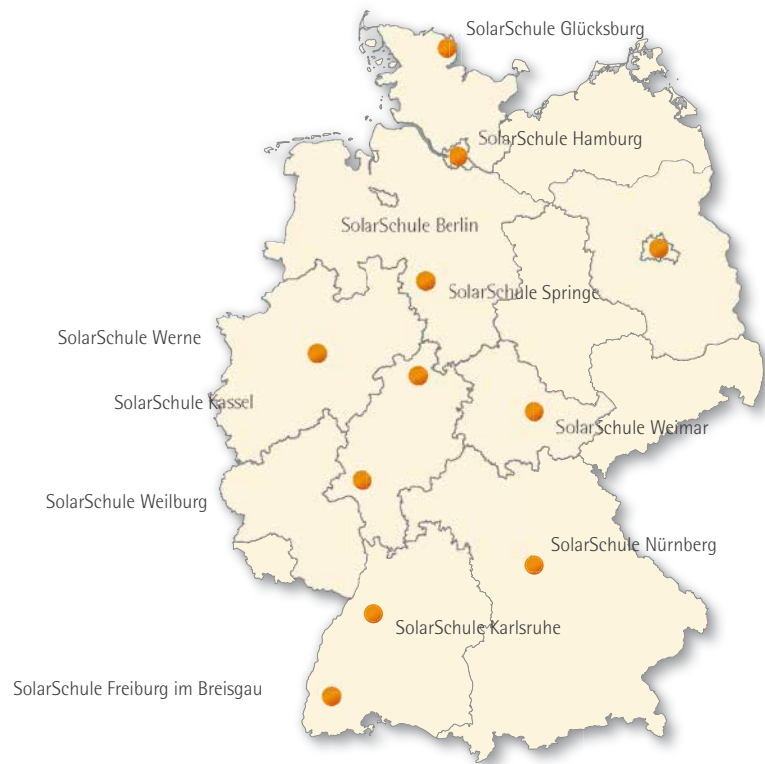 SolarSchule Glücksburg
SolarSchule Hamburg
SolarSchule Berlin
SolarSchule Springe
SolarSchule Werne
SolarSchule Kassel
SolarSchule Weimar
SolarSchule Weilburg
SolarSchule Nürnberg
SolarSchule Karlsruhe
SolarSchule Freiburg im Breisgau